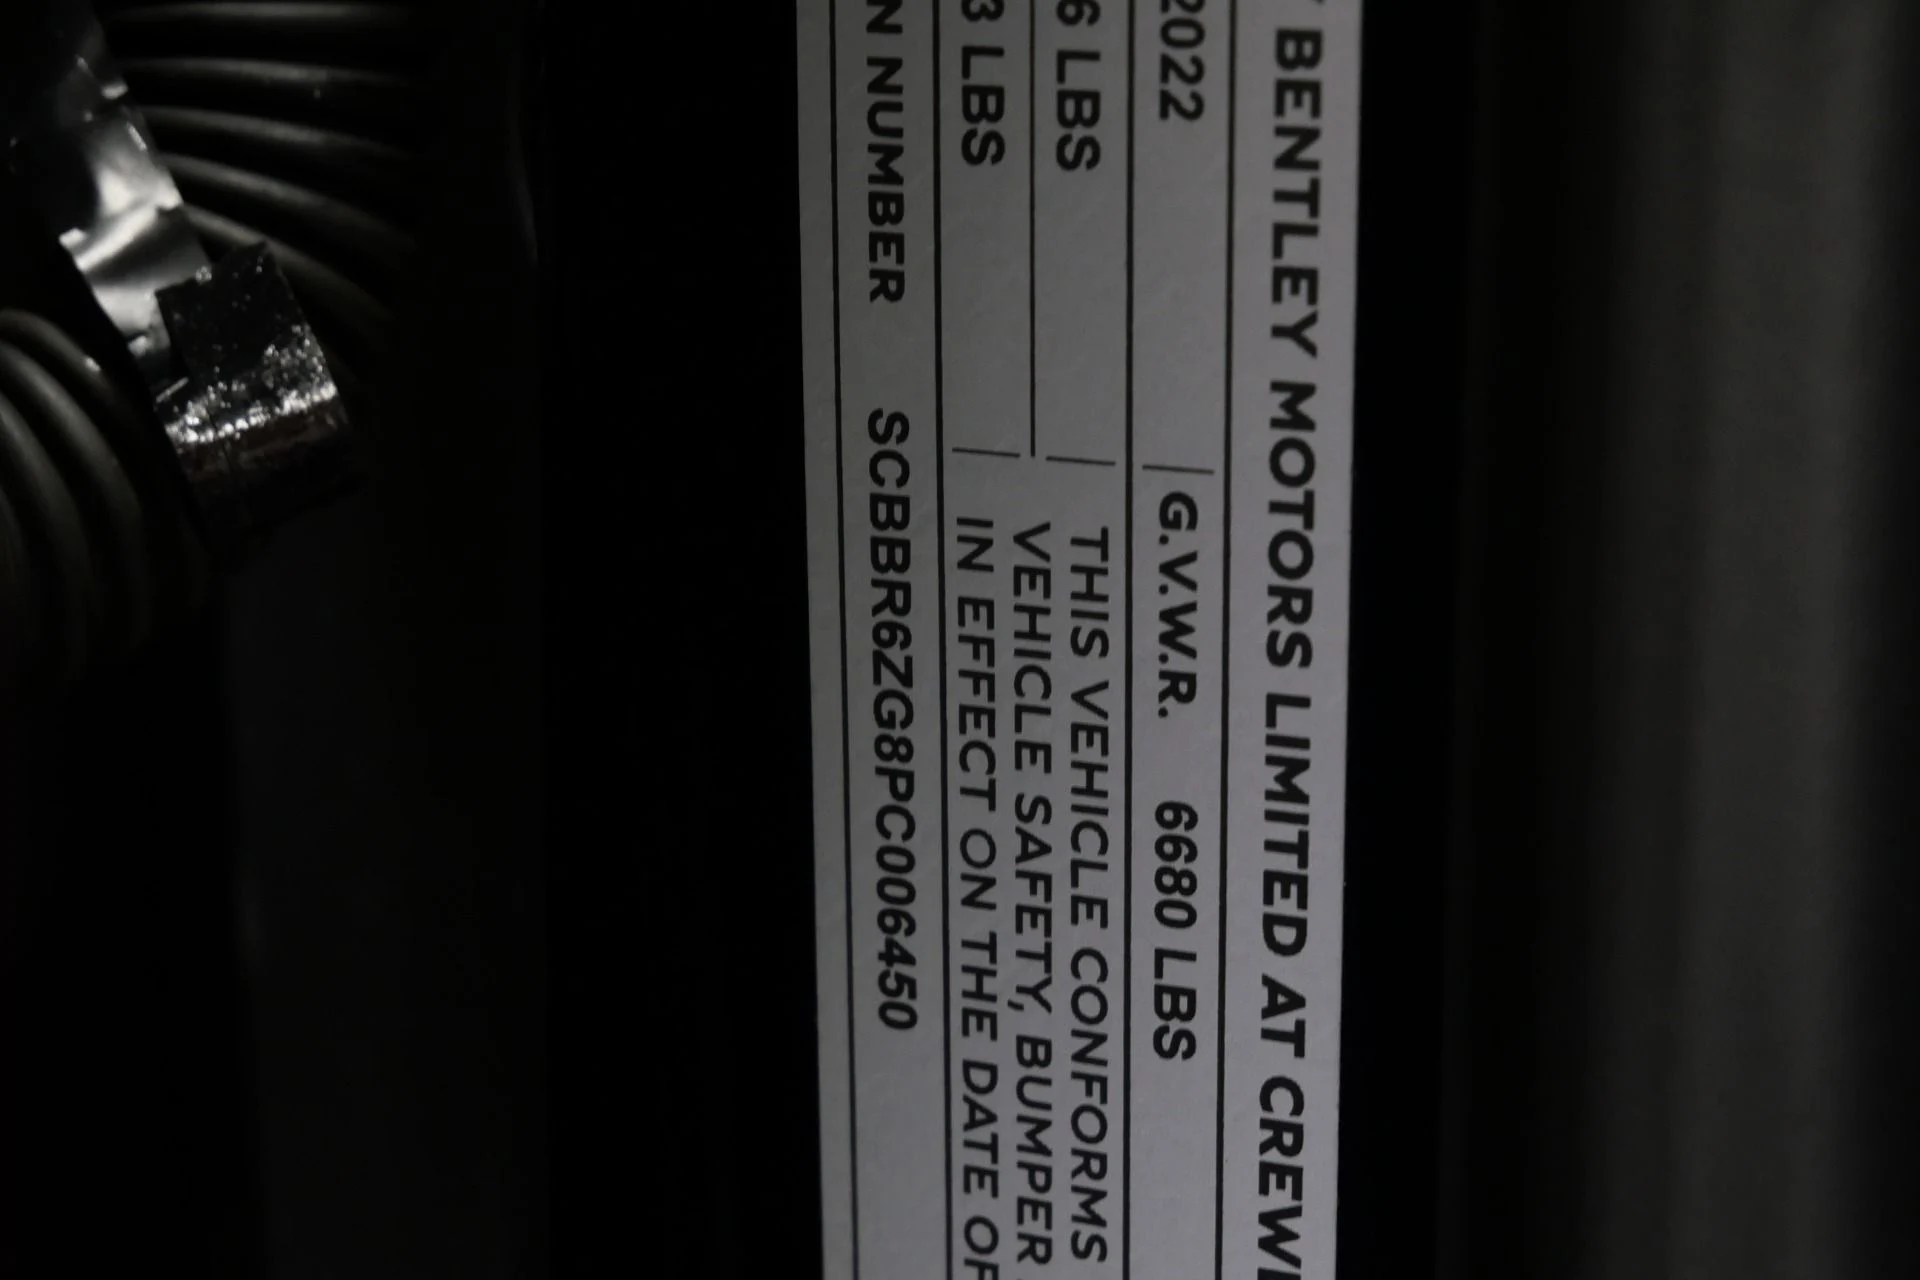 Y BENTLEY MOTORS LIMITED AT CREW
2022 G.V.W.R. 6680 LBS
6 LBS THIS VEHICLE CONFORMS
VEHICLE SAFETY, BUMPER
3 LBS IN EFFECT ON THE DATE OF
N NUMBER SCBBR6ZG8PC006450